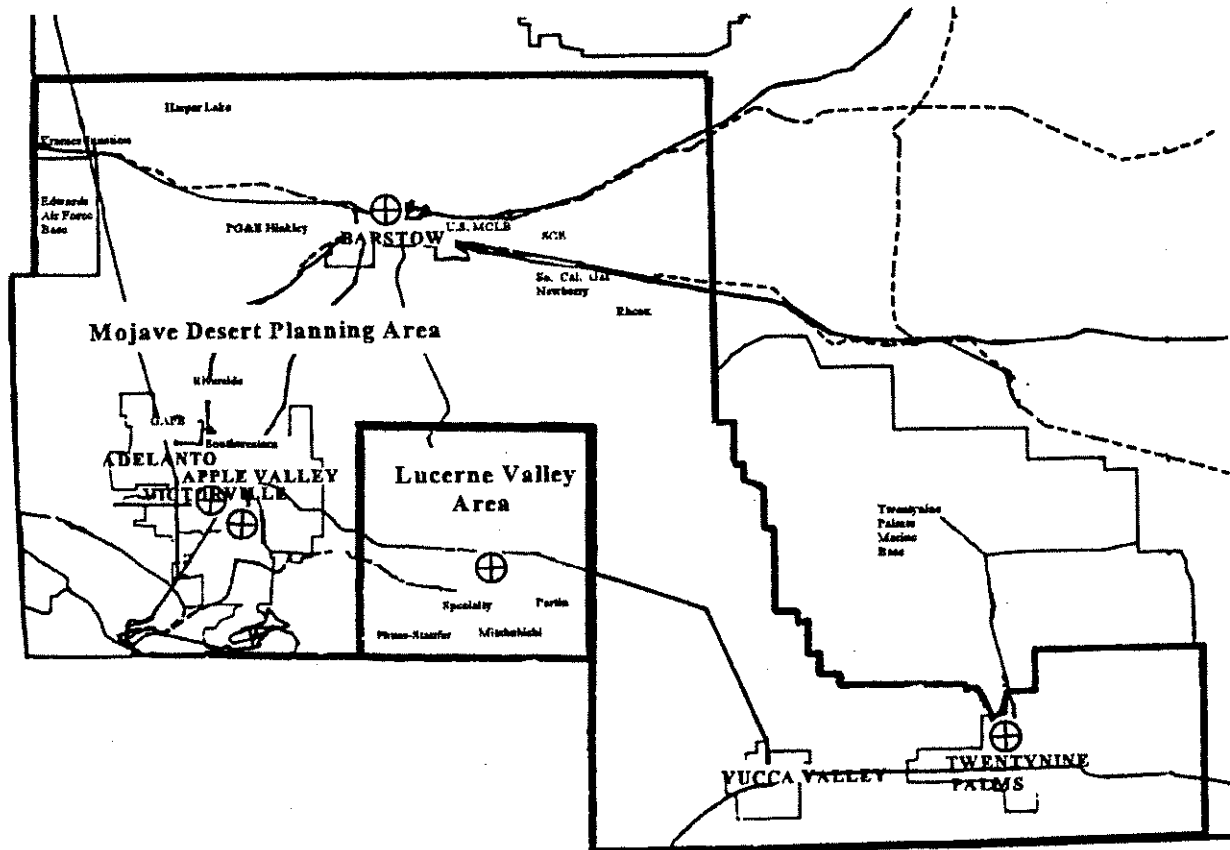 Harper Lake
Kramer Junction
Edwards
Air Force
Base
PG&E Hinkley
U.S. MCLB
BARSTOW
So. Cal. Gas
Newberry
Mojave Desert Planning Area
Riverside
GAFB
Southwestern
ADELANTO
APPLE VALLEY
VICTORVILLE
Lucerne Valley
Area
Twentynine
Palms
Marine
Base
Specialty
Partin
Mitsubishi
YUCCA VALLEY
TWENTYNINE
PALMS